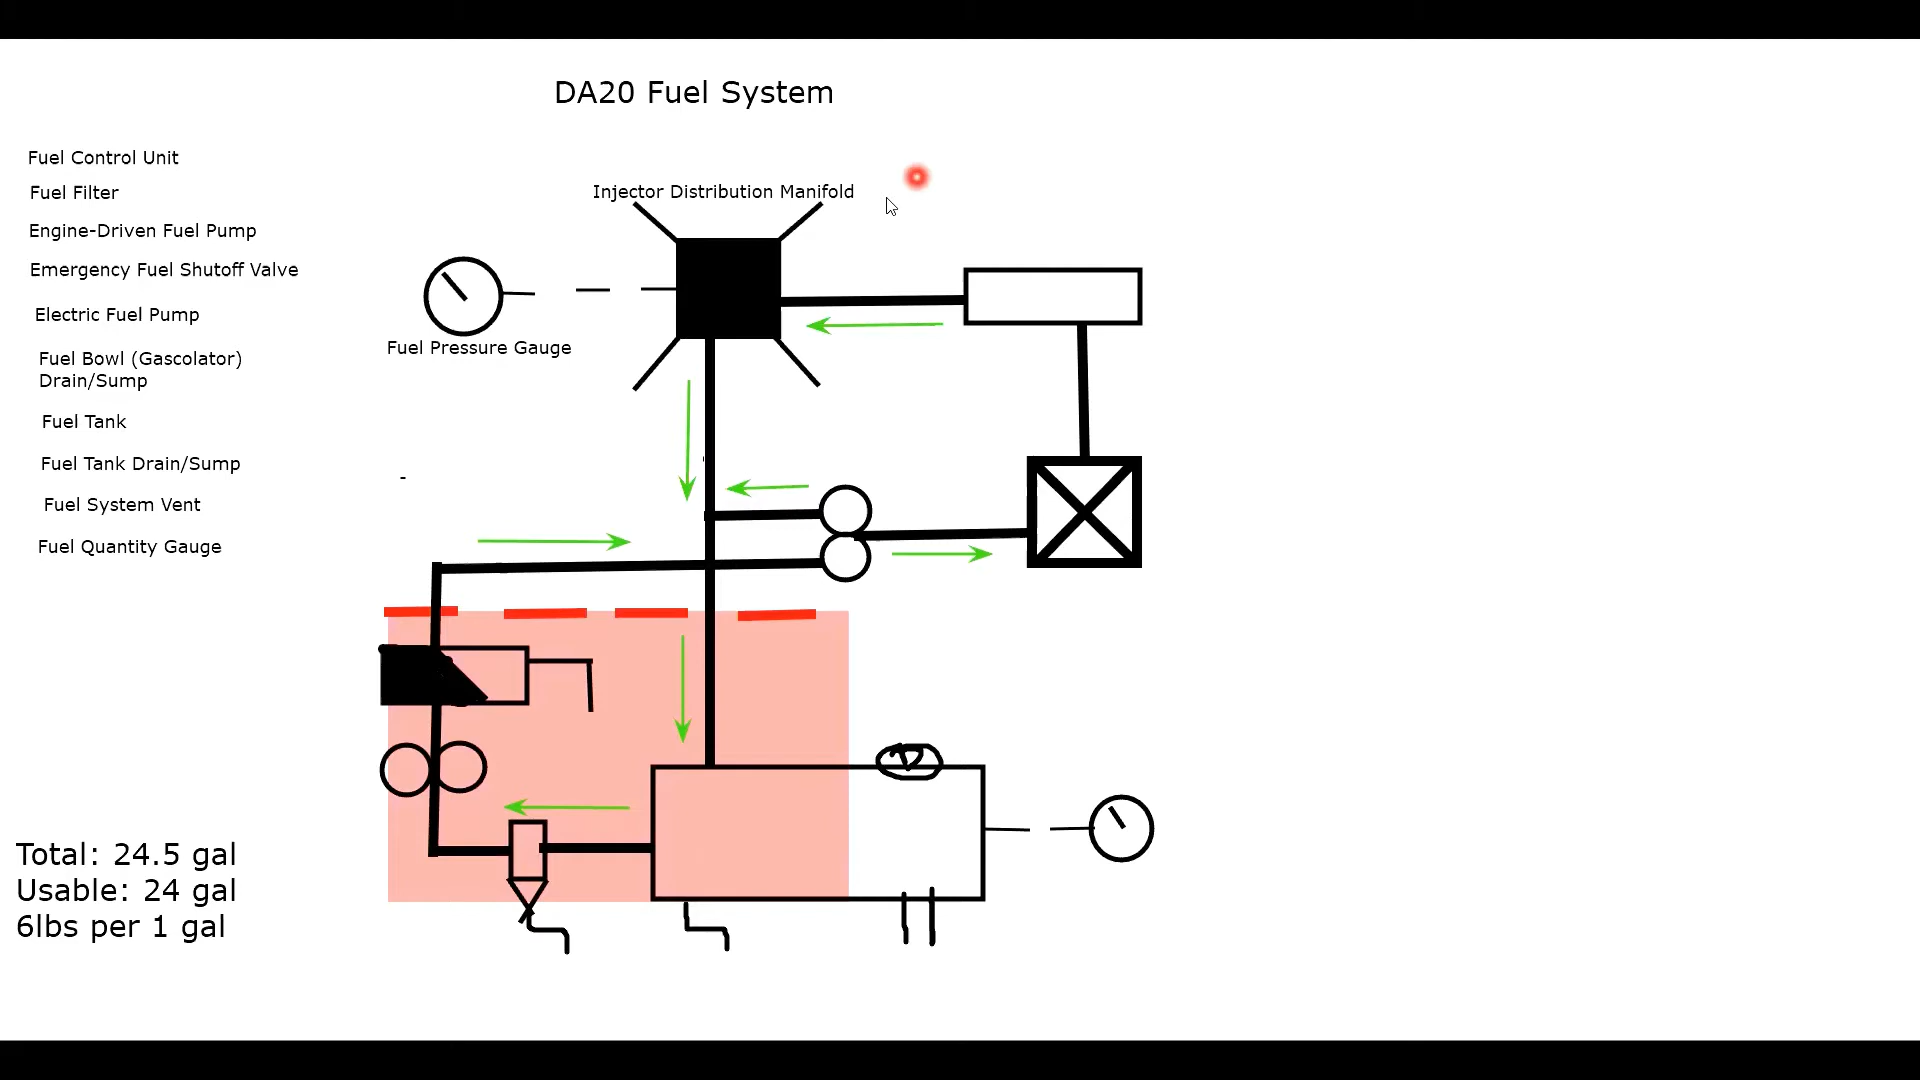 DA20 Fuel System
Fuel Control Unit
Fuel Filter
Engine-Driven Fuel Pump
Emergency Fuel Shutoff Valve
Electric Fuel Pump
Fuel Bowl (Gascolator)
Drain/Sump
Fuel Tank
Fuel Tank Drain/Sump
Fuel System Vent
Fuel Quantity Gauge
Injector Distribution Manifold
Fuel Pressure Gauge
Total: 24.5 gal
Usable: 24 gal
6lbs per 1 gal